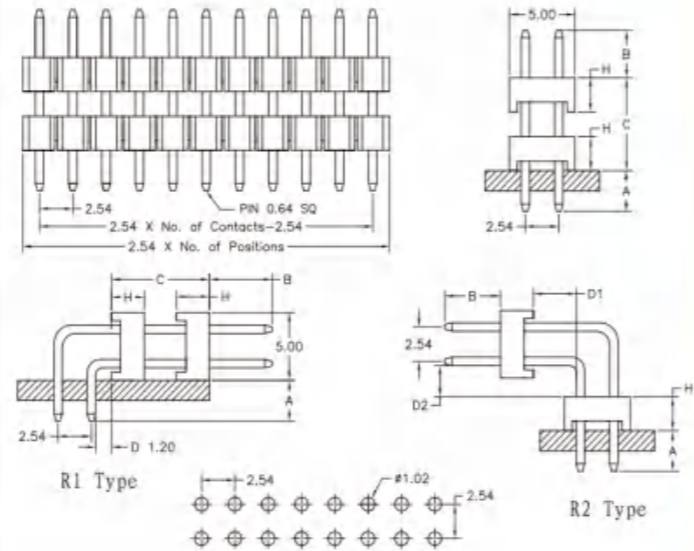 5.00
B
H
C
H
A
2.54
2.54
PIN 0.64 SQ
2.54 X No. of Contacts-2.54
2.54 X No. of Positions
C
B
H
H
5.00
A
2.54
D 1.20
R1 Type
B
D1
2.54
D2
H
A
R2 Type
2.54
ø1.02
2.54